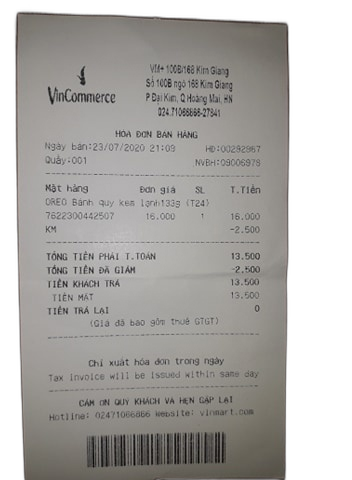 VinCommerce
VM+ 100B/168 Kim Giang
Số 100B ngõ 168 Kim Giang
P Đại Kim, Q Hoàng Mai, HN
024.71066866-27841
HÓA ĐƠN BÁN HÀNG
Ngày bán:23/07/2020 21:09 HĐ:00292967
Quầy:001 NVBH:09006978
Mặt hàng Đơn giá SL T.Tiền
OREO Bánh quy kem lạnh133g (T24)
7622300442507 16.000 1 16.000
KM -2.500
TỔNG TIỀN PHẢI T.TOÁN 13.500
TỔNG TIỀN ĐÃ GIẢM -2.500
TIỀN KHÁCH TRẢ 13.500
TIỀN MẶT 13.500
TIỀN TRẢ LẠI 0
(Giá đã bao gồm thuế GTGT)
Chỉ xuất hóa đơn trong ngày
Tax invoice will be issued within same day
CẢM ƠN QUÝ KHÁCH VÀ HẸN GẶP LẠI
Hotline: 02471066866 Website: vinmart.com